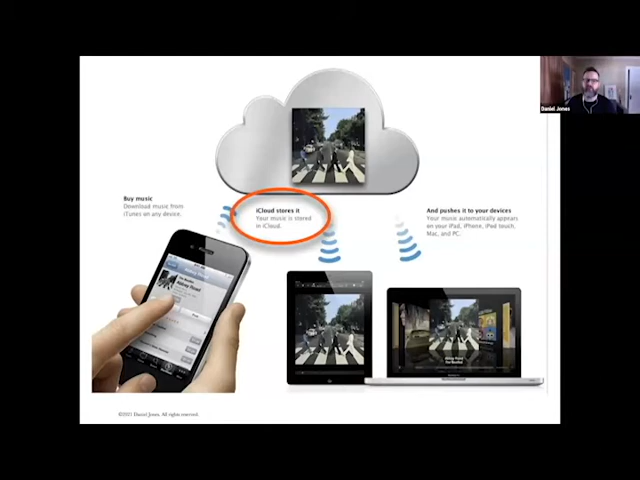 Daniel Jones
Buy music
Download music from
iTunes on any device.
iCloud stores it
Your music is stored
in iCloud.
And pushes it to your devices
Your music automatically appears
on your iPad, iPhone, iPod touch,
Mac, and PC.
Abbey Road
©2021 Daniel Jones. All rights reserved.